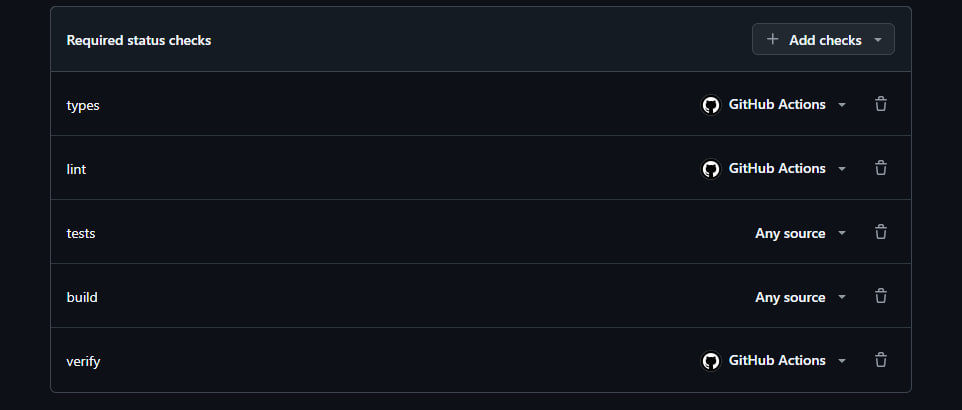 Required status checks
Add checks
types
GitHub Actions
lint
GitHub Actions
tests
Any source
build
Any source
verify
GitHub Actions